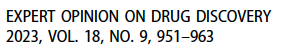 EXPERT OPINION ON DRUG DISCOVERY
2023, VOL. 18, NO. 9, 951–963